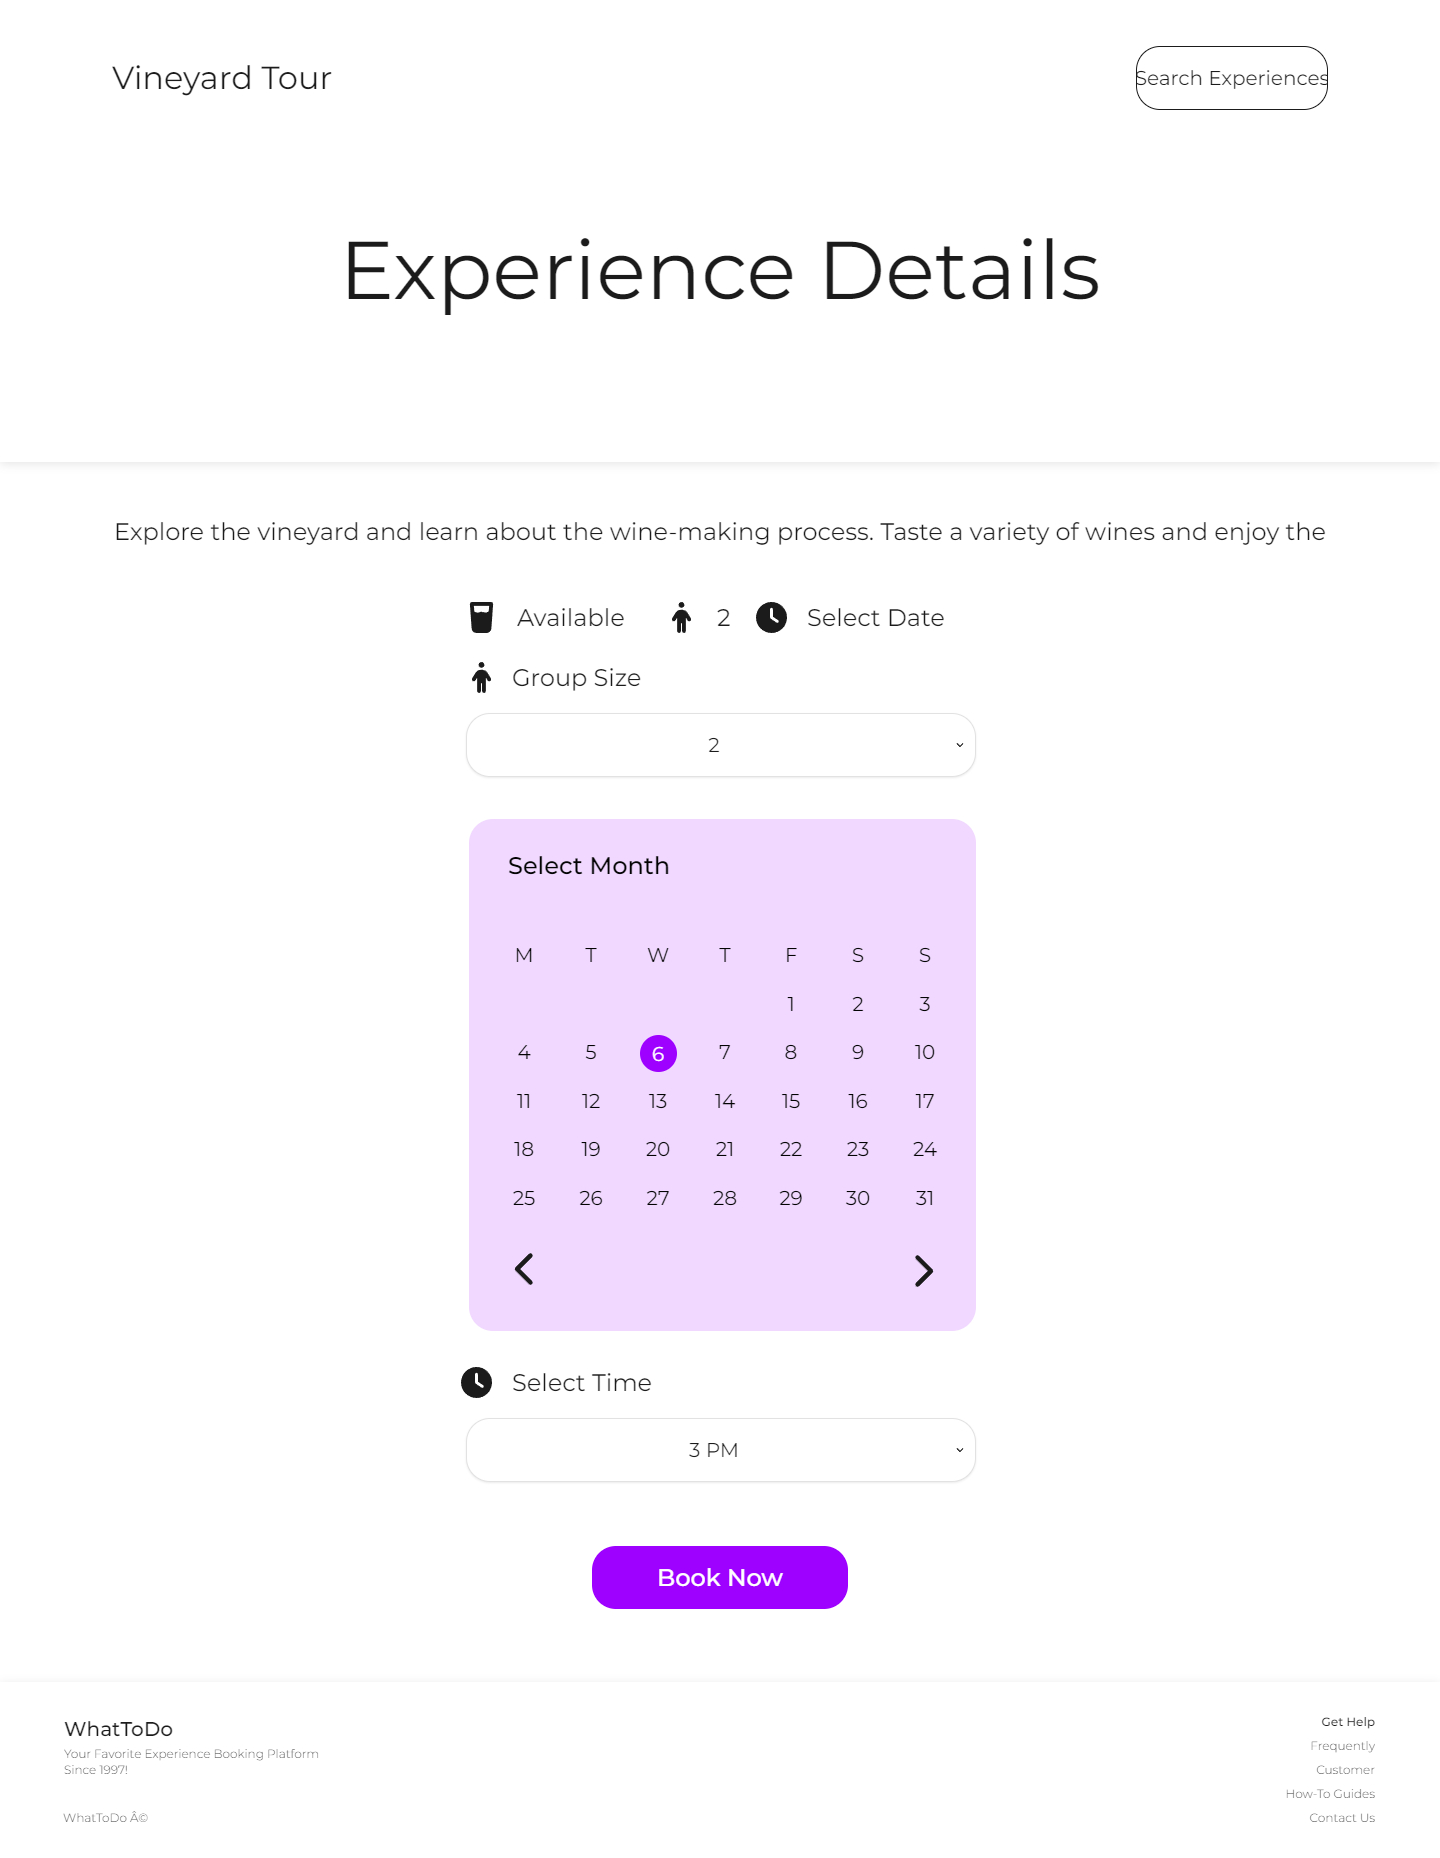 Vineyard Tour
Search Experiences
Experience Details
Explore the vineyard and learn about the wine-making process. Taste a variety of wines and enjoy the
Available 2 Select Date
Group Size
2
Select Month
M T W T F S S
1 2 3
4 5 6 7 8 9 10
11 12 13 14 15 16 17
18 19 20 21 22 23 24
25 26 27 28 29 30 31
Select Time
3 PM
Book Now
WhatToDo
Your Favorite Experience Booking Platform
Since 1997!
WhatToDo Â©
Get Help
Frequently
Customer
How-To Guides
Contact Us